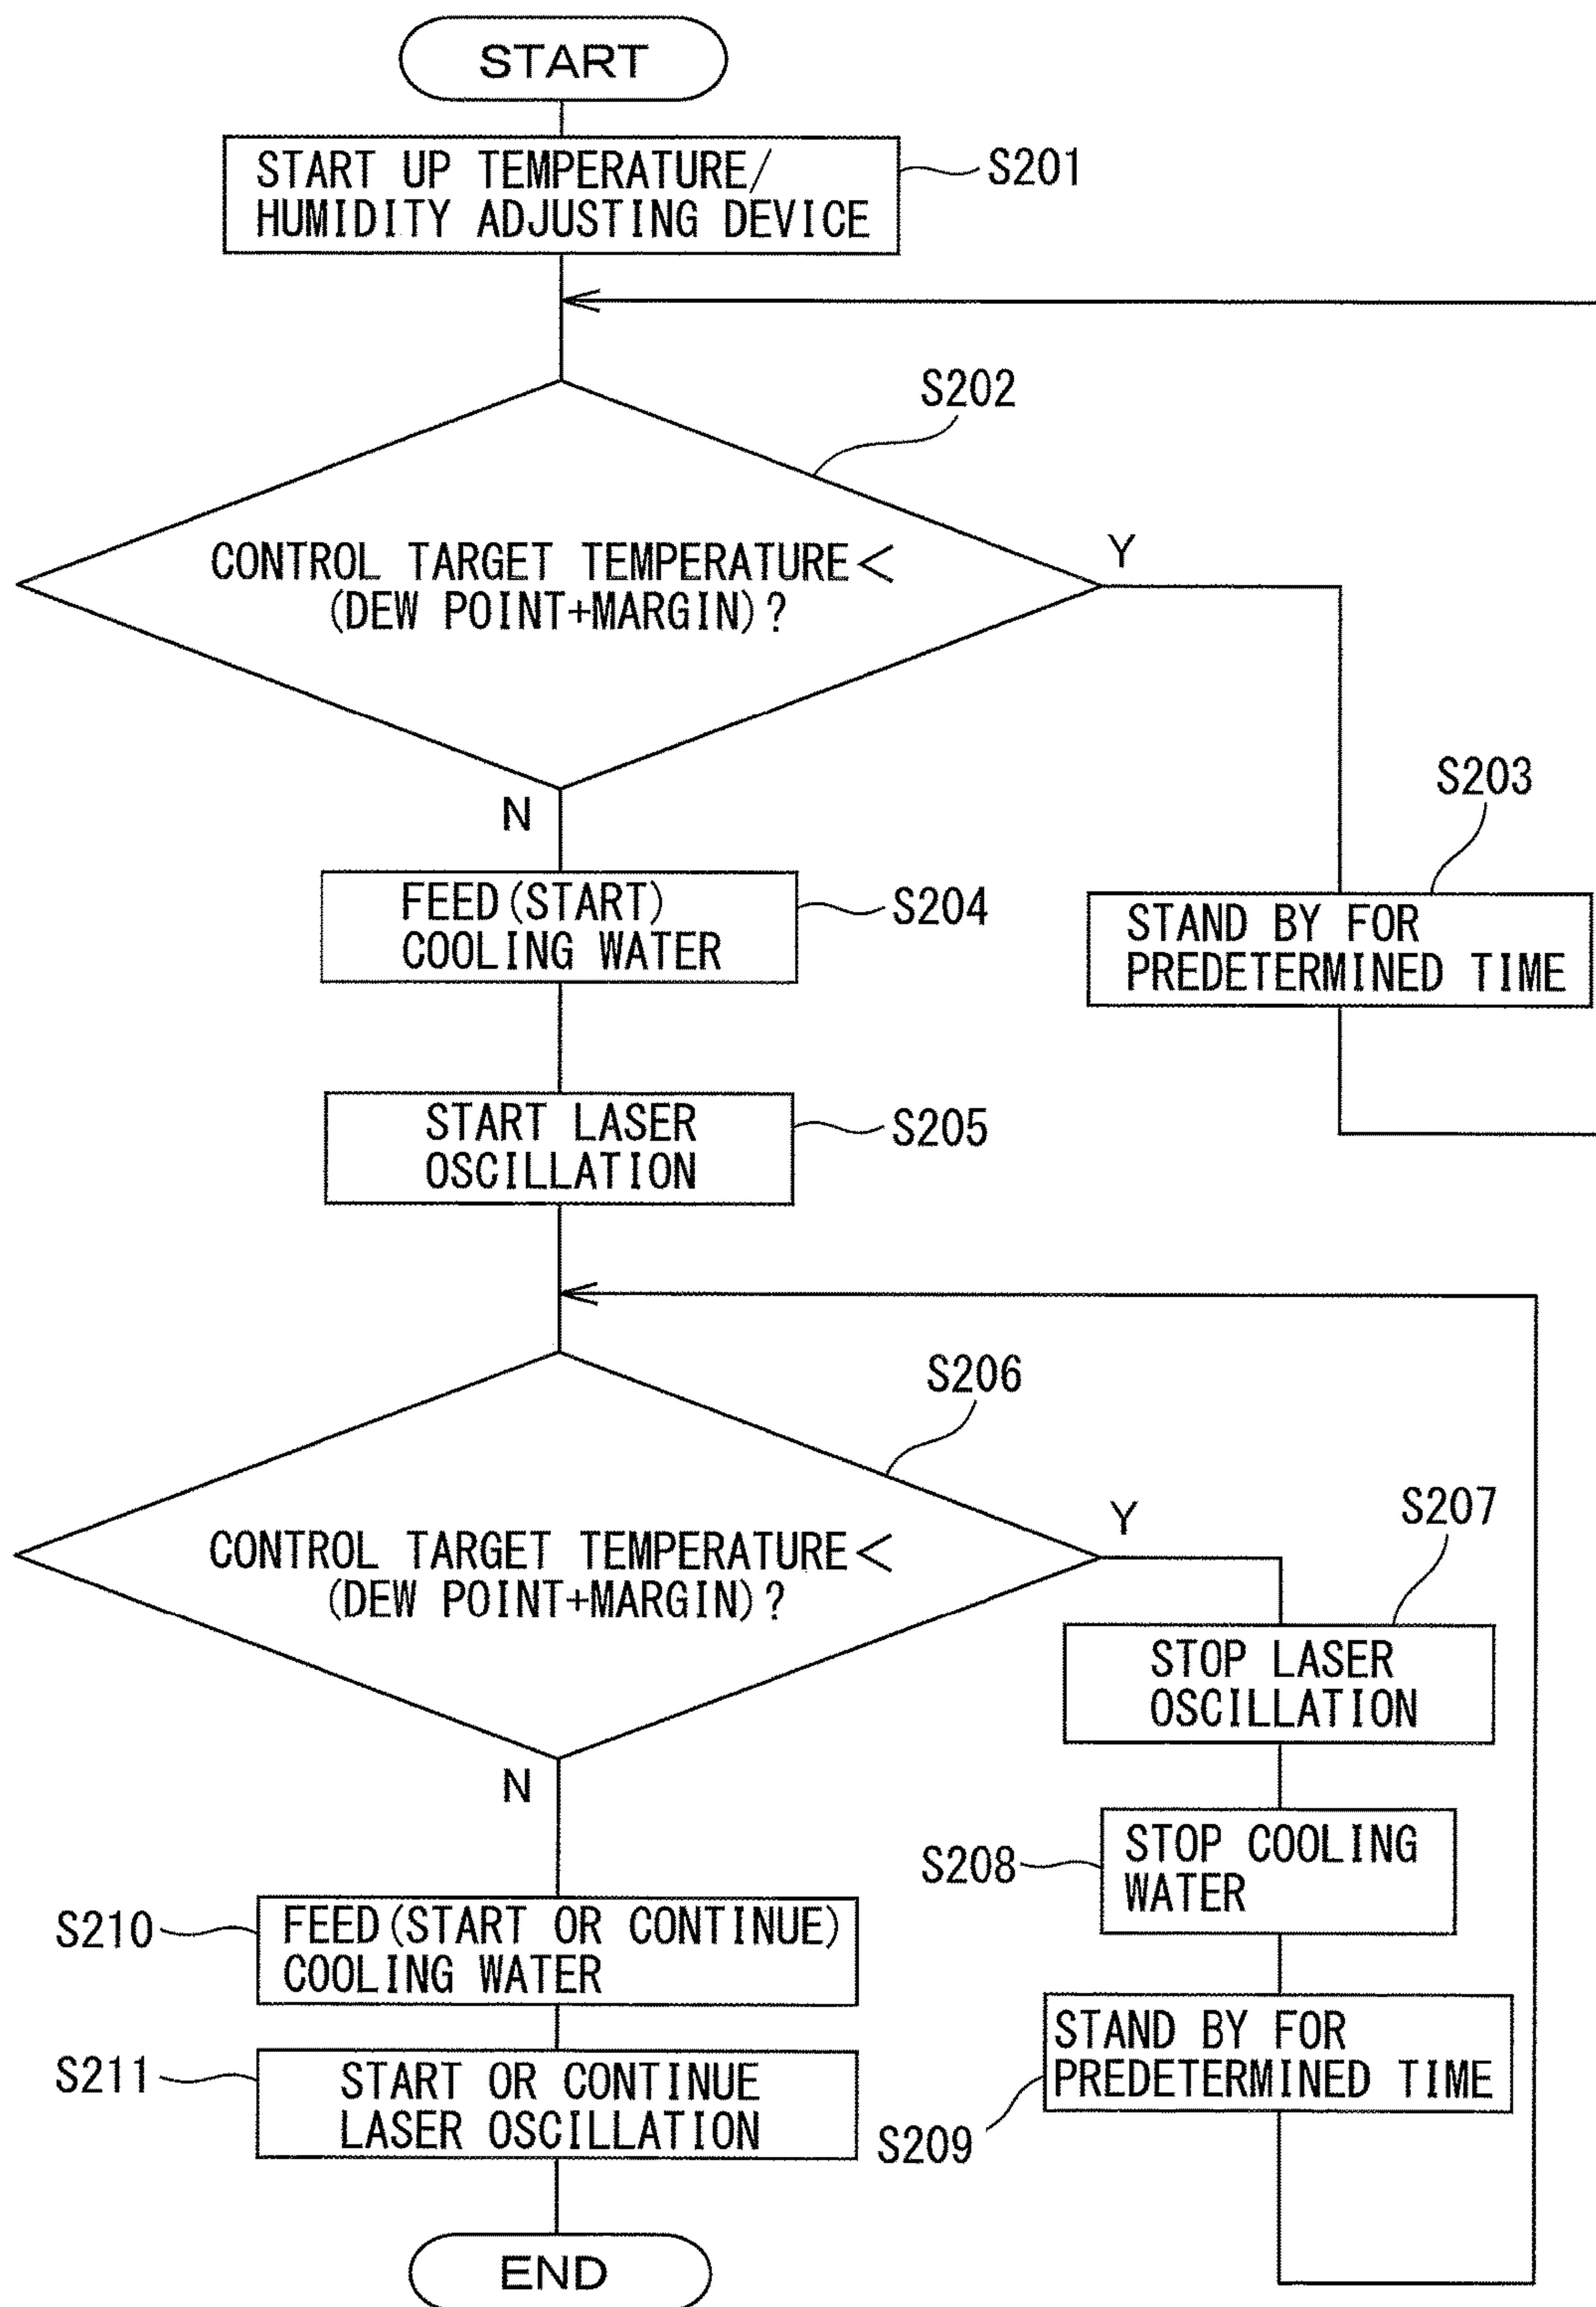 START
START UP TEMPERATURE/
HUMIDITY ADJUSTING DEVICE
S201
S202
CONTROL TARGET TEMPERATURE<
(DEW POINT+MARGIN)?
Y
N
S203
STAND BY FOR
PREDETERMINED TIME
FEED(START)
COOLING WATER
S204
START LASER
OSCILLATION
S205
S206
CONTROL TARGET TEMPERATURE<
(DEW POINT+MARGIN)?
Y
N
S207
STOP LASER
OSCILLATION
S208
STOP COOLING
WATER
S210
FEED(START OR CONTINUE)
COOLING WATER
STAND BY FOR
PREDETERMINED TIME
S209
S211
START OR CONTINUE
LASER OSCILLATION
END